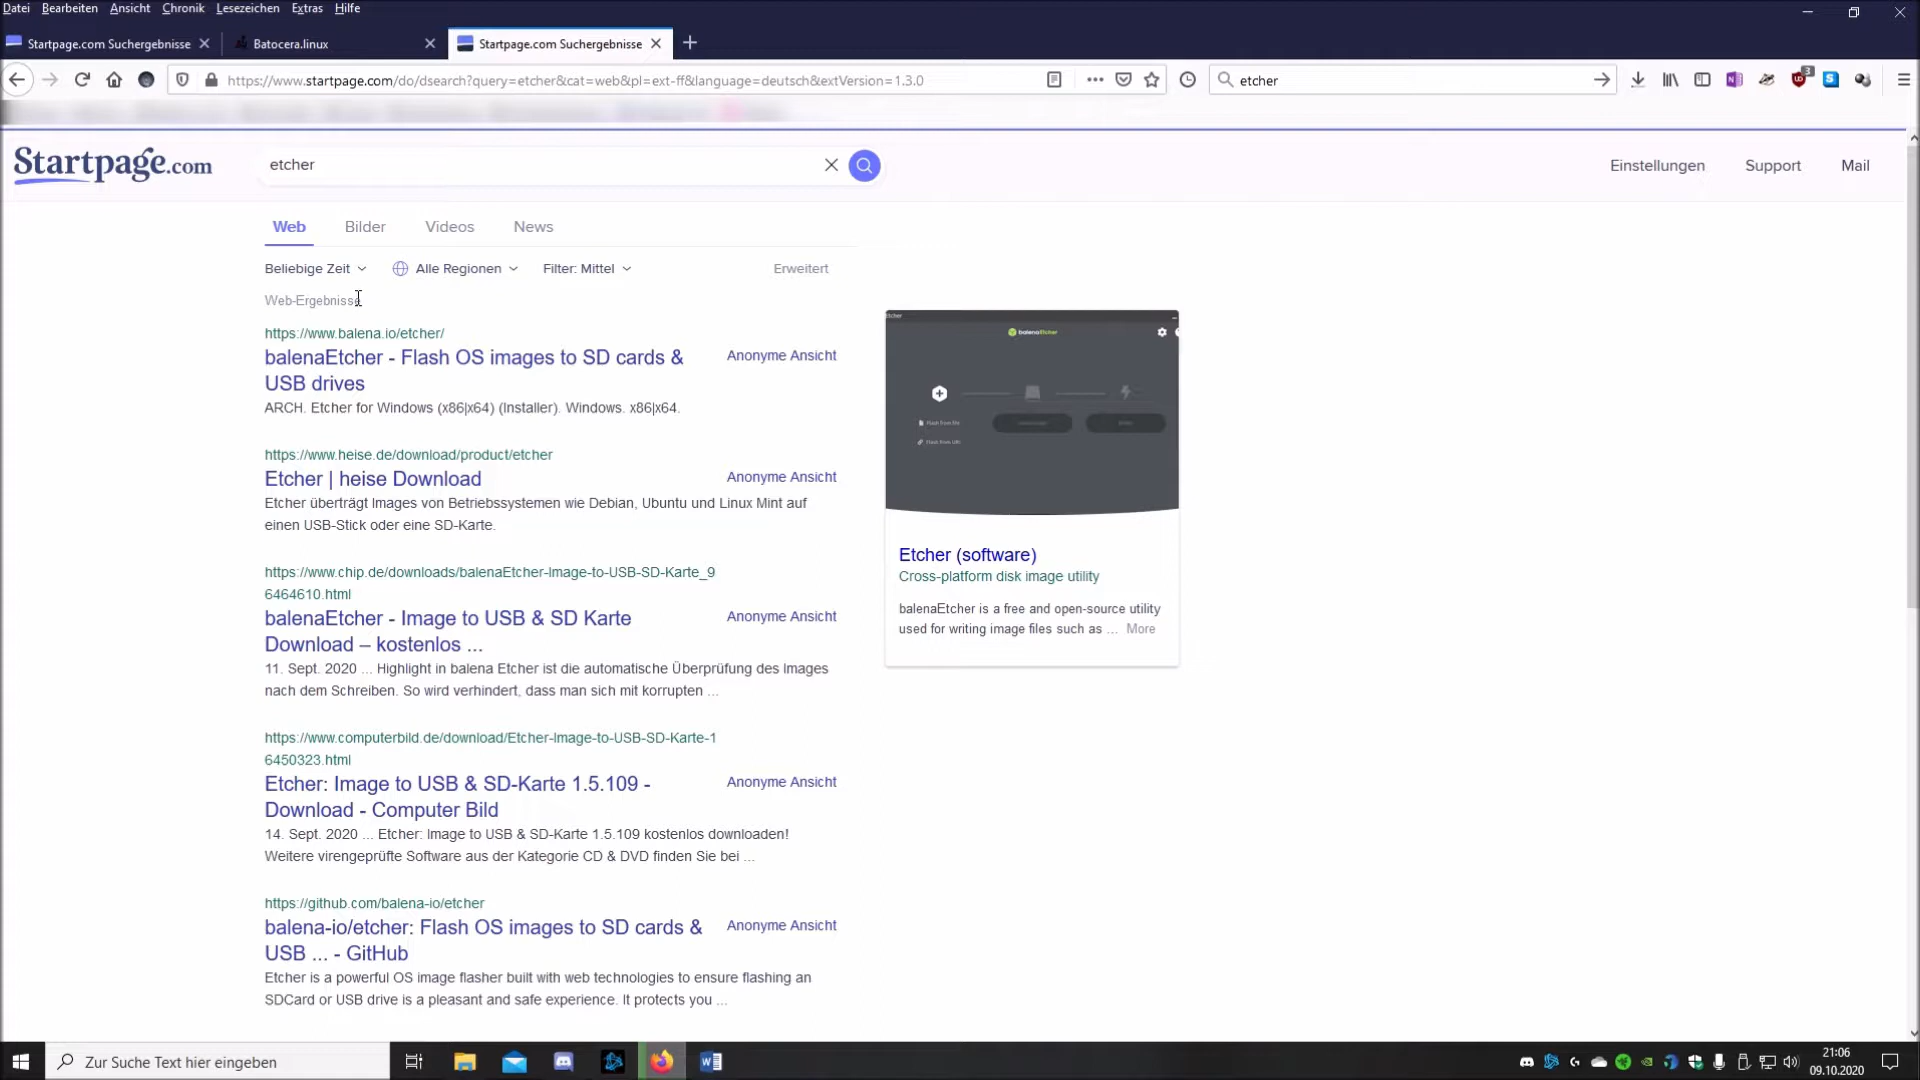 Datei Bearbeiten Ansicht Chronik Lesezeichen Extras Hilfe
Startpage.com Suchergebnisse
Batocera.linux
Startpage.com Suchergebnisse
https://www.startpage.com/do/dsearch?query=etcher&cat=web&pl=ext-ff&language=deutsch&extVersion=1.3.0
etcher
3
Startpage.com
etcher
Einstellungen Support Mail
Web Bilder Videos News
Beliebige Zeit Alle Regionen Filter: Mittel Erweitert
Web-Ergebnisse
https://www.balena.io/etcher/
balenaEtcher - Flash OS images to SD cards &
USB drives
Anonyme Ansicht
ARCH. Etcher for Windows (x86|x64) (Installer). Windows. x86|x64.
https://www.heise.de/download/product/etcher
Etcher | heise Download
Anonyme Ansicht
Etcher überträgt Images von Betriebssystemen wie Debian, Ubuntu und Linux Mint auf
einen USB-Stick oder eine SD-Karte.
https://www.chip.de/downloads/balenaEtcher-Image-to-USB-SD-Karte_9
6464610.html
balenaEtcher - Image to USB & SD Karte
Download – kostenlos ...
Anonyme Ansicht
11. Sept. 2020 ... Highlight in balena Etcher ist die automatische Überprüfung des Images
nach dem Schreiben. So wird verhindert, dass man sich mit korrupten ...
https://www.computerbild.de/download/Etcher-Image-to-USB-SD-Karte-1
6450323.html
Etcher: Image to USB & SD-Karte 1.5.109 -
Download - Computer Bild
Anonyme Ansicht
14. Sept. 2020 ... Etcher: Image to USB & SD-Karte 1.5.109 kostenlos downloaden!
Weitere virengeprüfte Software aus der Kategorie CD & DVD finden Sie bei ...
https://github.com/balena-io/etcher
balena-io/etcher: Flash OS images to SD cards &
USB ... - GitHub
Anonyme Ansicht
Etcher is a powerful OS image flasher built with web technologies to ensure flashing an
SDCard or USB drive is a pleasant and safe experience. It protects you ...
Etcher
balenaEtcher
Flash from file
Flash from URL
Etcher (software)
Cross-platform disk image utility
balenaEtcher is a free and open-source utility
used for writing image files such as ... More
Zur Suche Text hier eingeben
21:06
09.10.2020